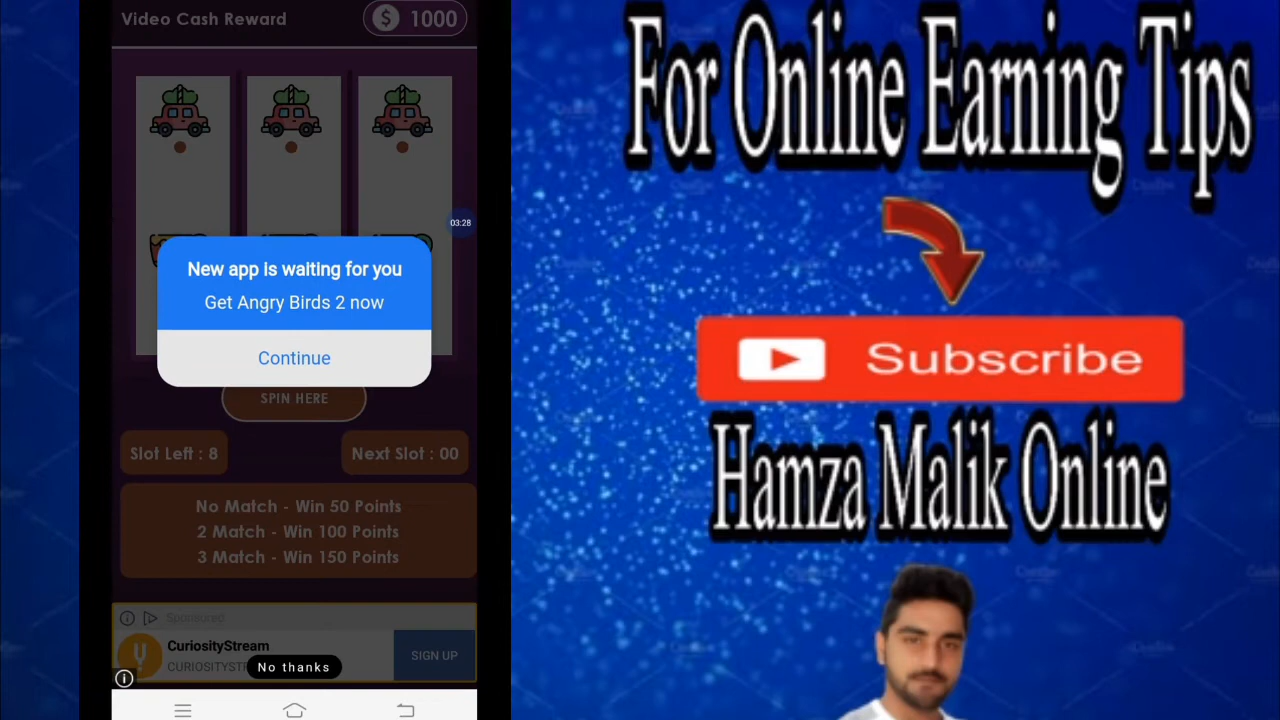 Video Cash Reward
$ 1000
03:28
New app is waiting for you
Get Angry Birds 2 now
Continue
SPIN HERE
Slot Left : 8
Next Slot : 00
No Match - Win 50 Points
2 Match - Win 100 Points
3 Match - Win 150 Points
Sponsored
CuriosityStream
CURIOSITYST
SIGN UP
No thanks
For Online Earning Tips
Subscribe
Hamza Malik Online